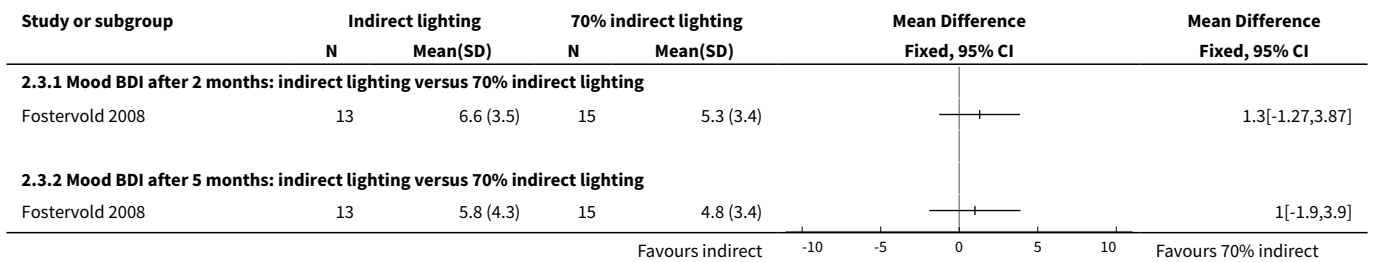 Study or subgroup Indirect lighting 70% indirect lighting Mean Difference Mean Difference
N Mean(SD) N Mean(SD) Fixed, 95% CI Fixed, 95% CI
2.3.1 Mood BDI after 2 months: indirect lighting versus 70% indirect lighting
Fostervold 2008 13 6.6 (3.5) 15 5.3 (3.4) 1.3[-1.27,3.87]
2.3.2 Mood BDI after 5 months: indirect lighting versus 70% indirect lighting
Fostervold 2008 13 5.8 (4.3) 15 4.8 (3.4) 1[-1.9,3.9]
Favours indirect -10 -5 0 5 10 Favours 70% indirect